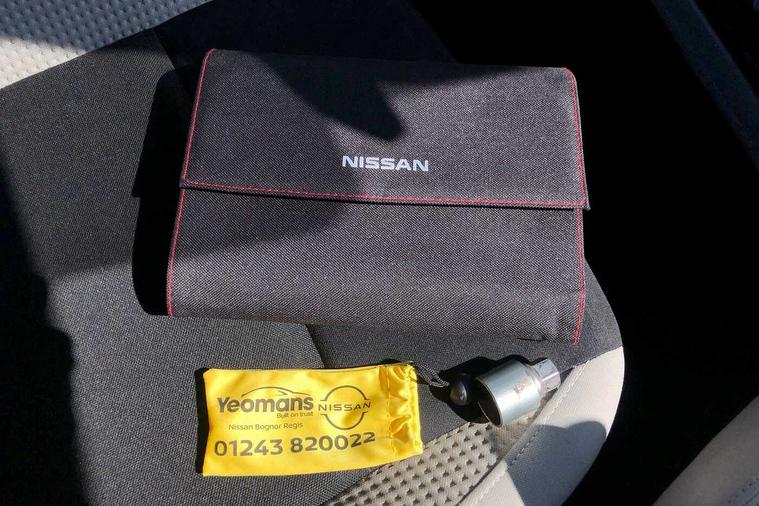 NISSAN
Yeomans
Built on trust
NISSAN
Nissan Bognor Regis
01243 820022